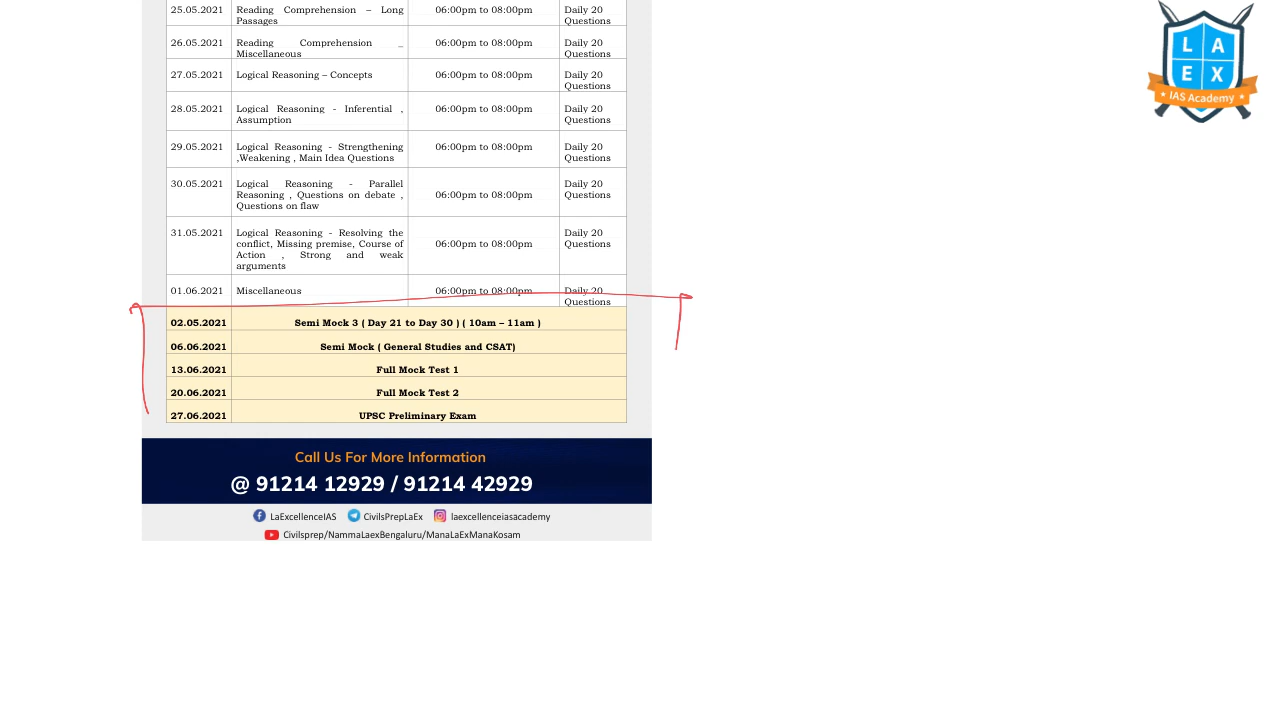 25.05.2021 Reading Comprehension – Long 06:00pm to 08:00pm Daily 20
Passages Questions
26.05.2021 Reading Comprehension _ 06:00pm to 08:00pm Daily 20
Miscellaneous Questions
27.05.2021 Logical Reasoning – Concepts 06:00pm to 08:00pm Daily 20
Questions
28.05.2021 Logical Reasoning - Inferential , 06:00pm to 08:00pm Daily 20
Assumption Questions
29.05.2021 Logical Reasoning - Strengthening 06:00pm to 08:00pm Daily 20
,Weakening , Main Idea Questions Questions
30.05.2021 Logical Reasoning - Parallel Daily 20
Reasoning , Questions on debate , 06:00pm to 08:00pm Questions
Questions on flaw
31.05.2021 Logical Reasoning - Resolving the Daily 20
conflict, Missing premise, Course of 06:00pm to 08:00pm Questions
Action , Strong and weak
arguments
01.06.2021 Miscellaneous 06:00pm to 08:00pm Daily 20
Questions
02.05.2021 Semi Mock 3 ( Day 21 to Day 30 ) ( 10am – 11am )
06.06.2021 Semi Mock ( General Studies and CSAT)
13.06.2021 Full Mock Test 1
20.06.2021 Full Mock Test 2
27.06.2021 UPSC Preliminary Exam
Call Us For More Information
@ 91214 12929 / 91214 42929
LaExcellenceIAS CivilsPrepLaEx laexcellenceiasacademy
Civilsprep/NammaLaexBengaluru/ManaLaExManaKosam
L A
E X
IAS Academy